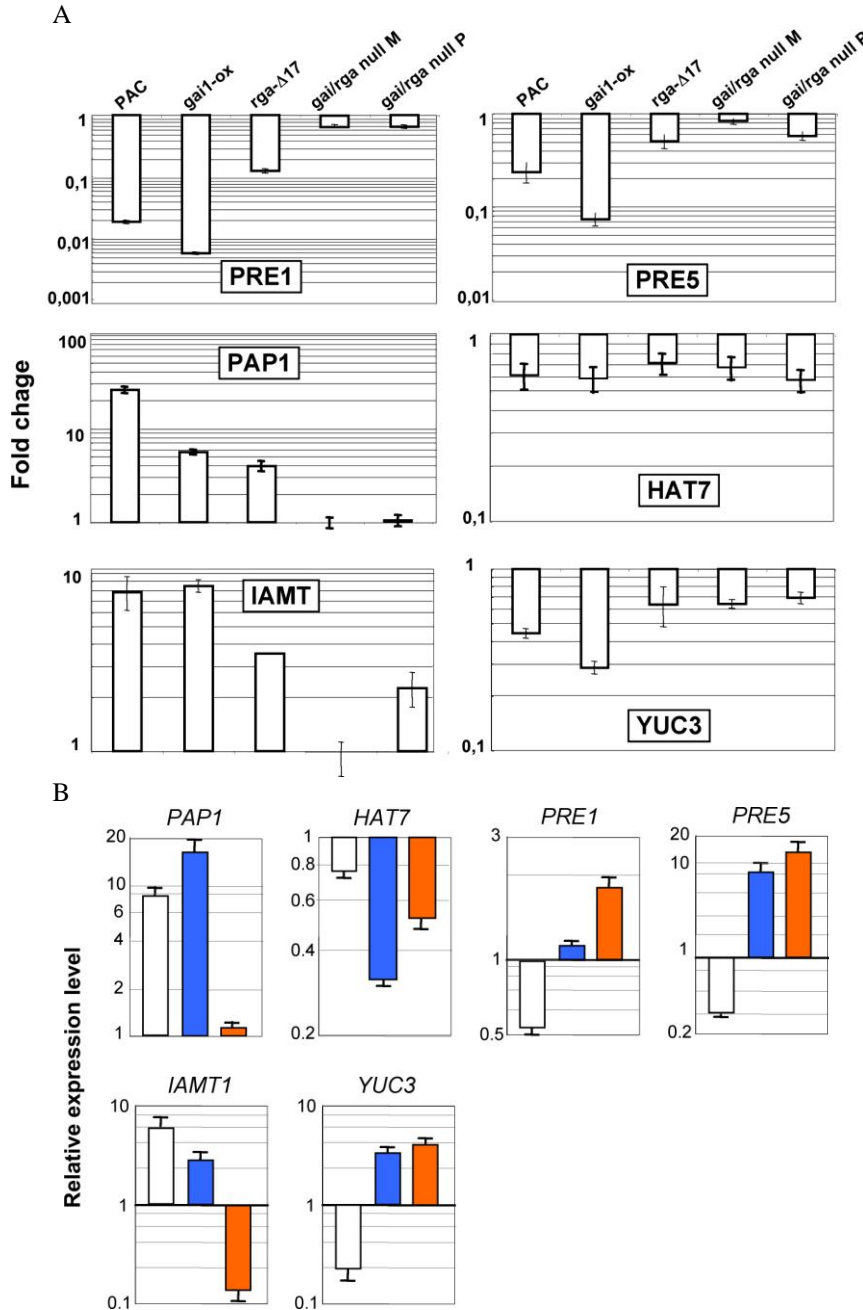 A
PAC gai1-ox rga-Δ17 gai/rga null M gai/rga null P
PAC gai1-ox rga-Δ17 gai/rga null M gai/rga null P
1
0,1
0,01
0,001
PRE1
1
0,1
0,01
PRE5
Fold chage
100
10
1
PAP1
1
0,1
HAT7
10
1
IAMT
1
0,1
YUC3
B
Relative expression level
PAP1
20
10
6
4
2
1
HAT7
1
0.8
0.6
0.4
0.2
PRE1
3
1
0.5
PRE5
20
10
1
0.2
IAMT1
10
1
0.1
YUC3
10
1
0.1